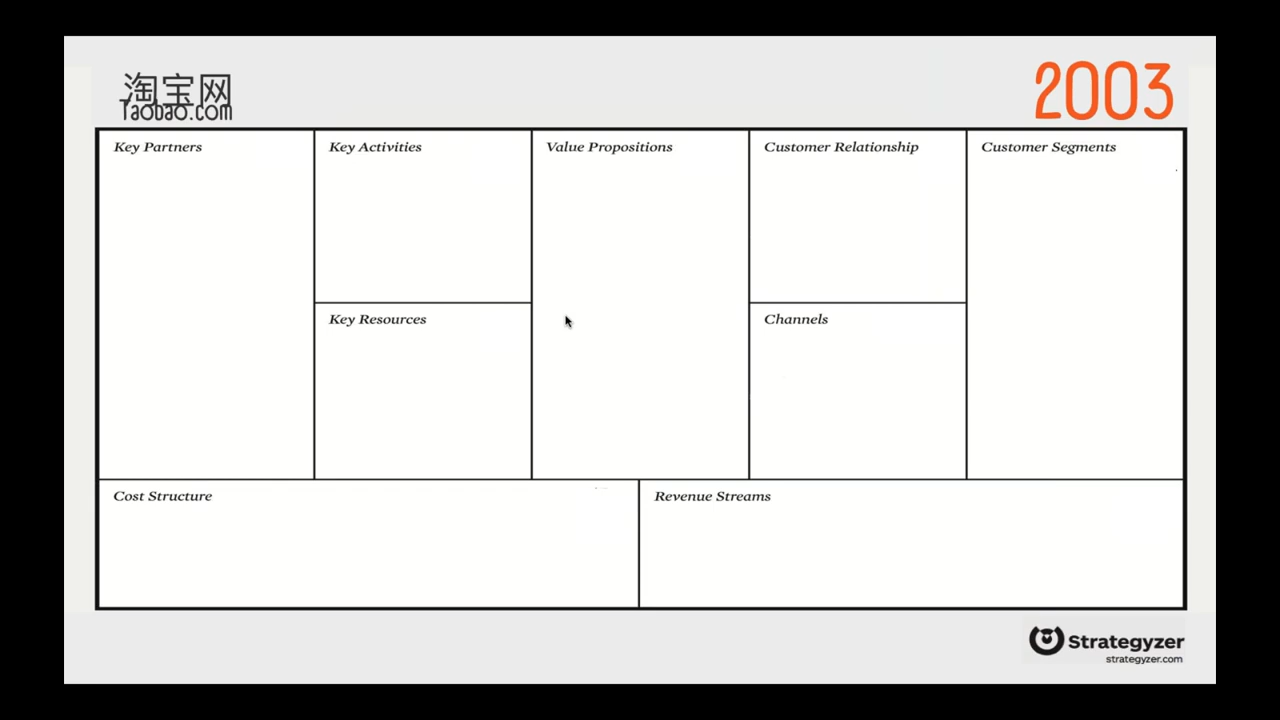 淘宝网
Taobao.com
2003
Key Partners
Key Activities
Value Propositions
Customer Relationship
Customer Segments
Key Resources
Channels
Cost Structure
Revenue Streams
Strategyzer
strategyzer.com